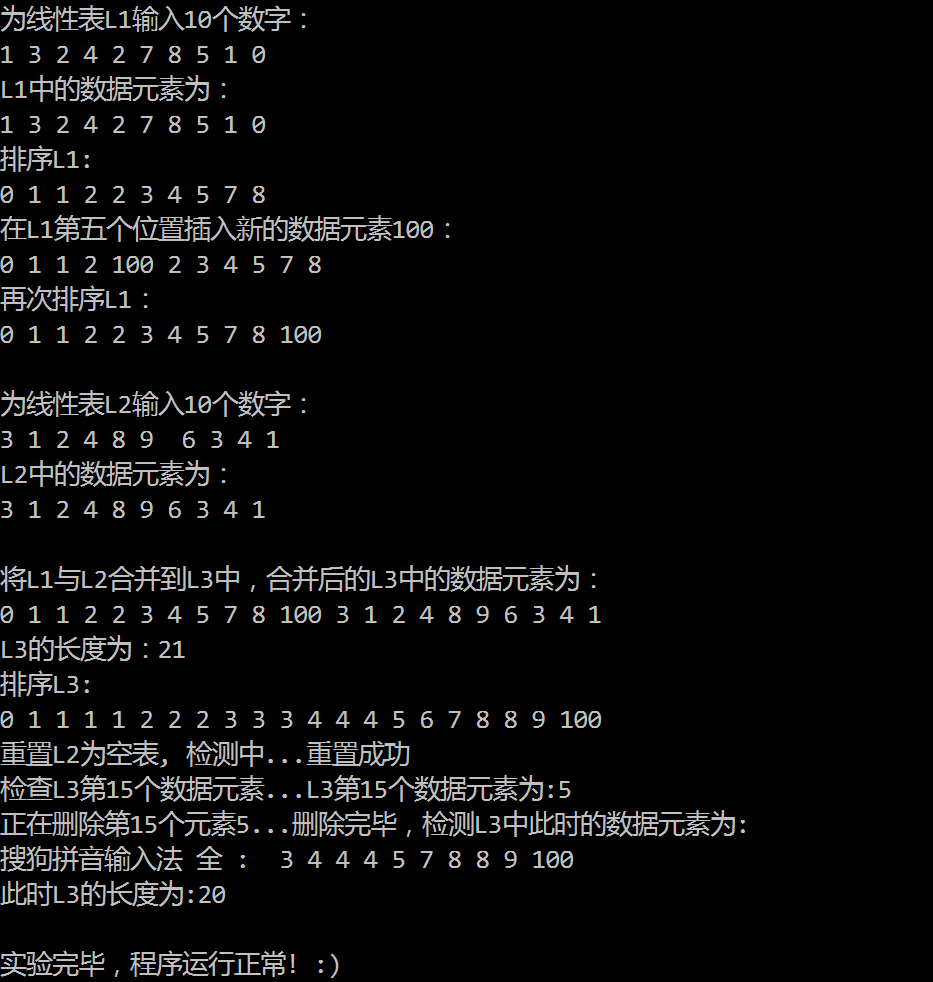 为线性表L1输入10个数字：
1 3 2 4 2 7 8 5 1 0
L1中的数据元素为：
1 3 2 4 2 7 8 5 1 0
排序L1:
0 1 1 2 2 3 4 5 7 8
在L1第五个位置插入新的数据元素100：
0 1 1 2 100 2 3 4 5 7 8
再次排序L1：
0 1 1 2 2 3 4 5 7 8 100
为线性表L2输入10个数字：
3 1 2 4 8 9  6 3 4 1
L2中的数据元素为：
3 1 2 4 8 9 6 3 4 1
将L1与L2合并到L3中，合并后的L3中的数据元素为：
0 1 1 2 2 3 4 5 7 8 100 3 1 2 4 8 9 6 3 4 1
L3的长度为：21
排序L3:
0 1 1 1 1 2 2 2 3 3 3 4 4 4 5 6 7 8 8 9 100
重置L2为空表, 检测中...重置成功
检查L3第15个数据元素...L3第15个数据元素为:5
正在删除第15个元素5...删除完毕，检测L3中此时的数据元素为:
搜狗拼音输入法 全 :  3 4 4 4 5 7 8 8 9 100
此时L3的长度为:20
实验完毕，程序运行正常! :)